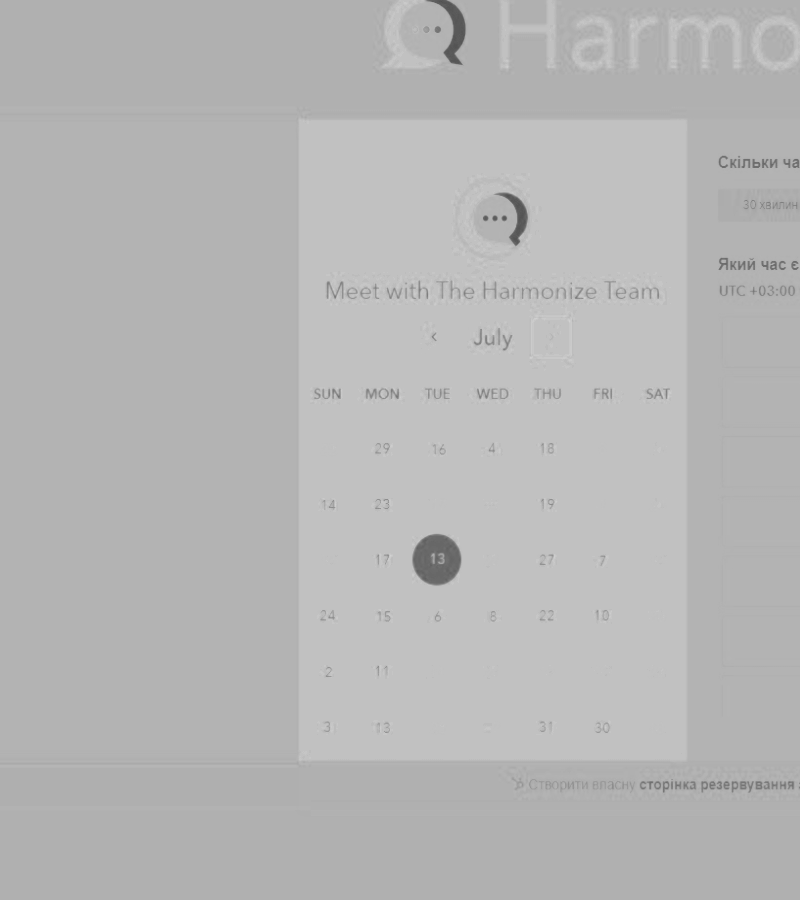 Harmo
Скільки ча
30 хвилин
Meet with The Harmonize Team
Який час є
UTC +03:00
July
SUN MON TUE WED THU FRI SAT
29 16 4 18
14 23 19
17 13 27 7
24 15 6 8 22 10
2 11
3 13 31 30
Створити власну сторінка резервування